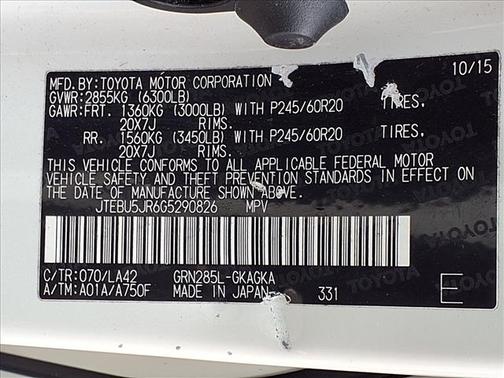 MFD.BY:TOYOTA MOTOR CORPORATION 10/15
GVWR:2855KG (6300LB)
GAWR:FRT. 1360KG (3000LB) WITH P245/60R20 TIRES,
20X7J RIMS.
RR. 1560KG (3450LB) WITH P245/60R20 TIRES,
20X7J RIMS.
THIS VEHICLE CONFORMS TO ALL APPLICABLE FEDERAL MOTOR
VEHICLE SAFETY AND THEFT PREVENTION STANDARDS IN EFFECT
ON THE DATE OF MANUFACTURE SHOWN ABOVE.
JTEBU5JR6G5290826 MPV
C/TR:070/LA42 GRN285L-GKAGKA
A/TM:A01A/A750F MADE IN JAPAN 331 E